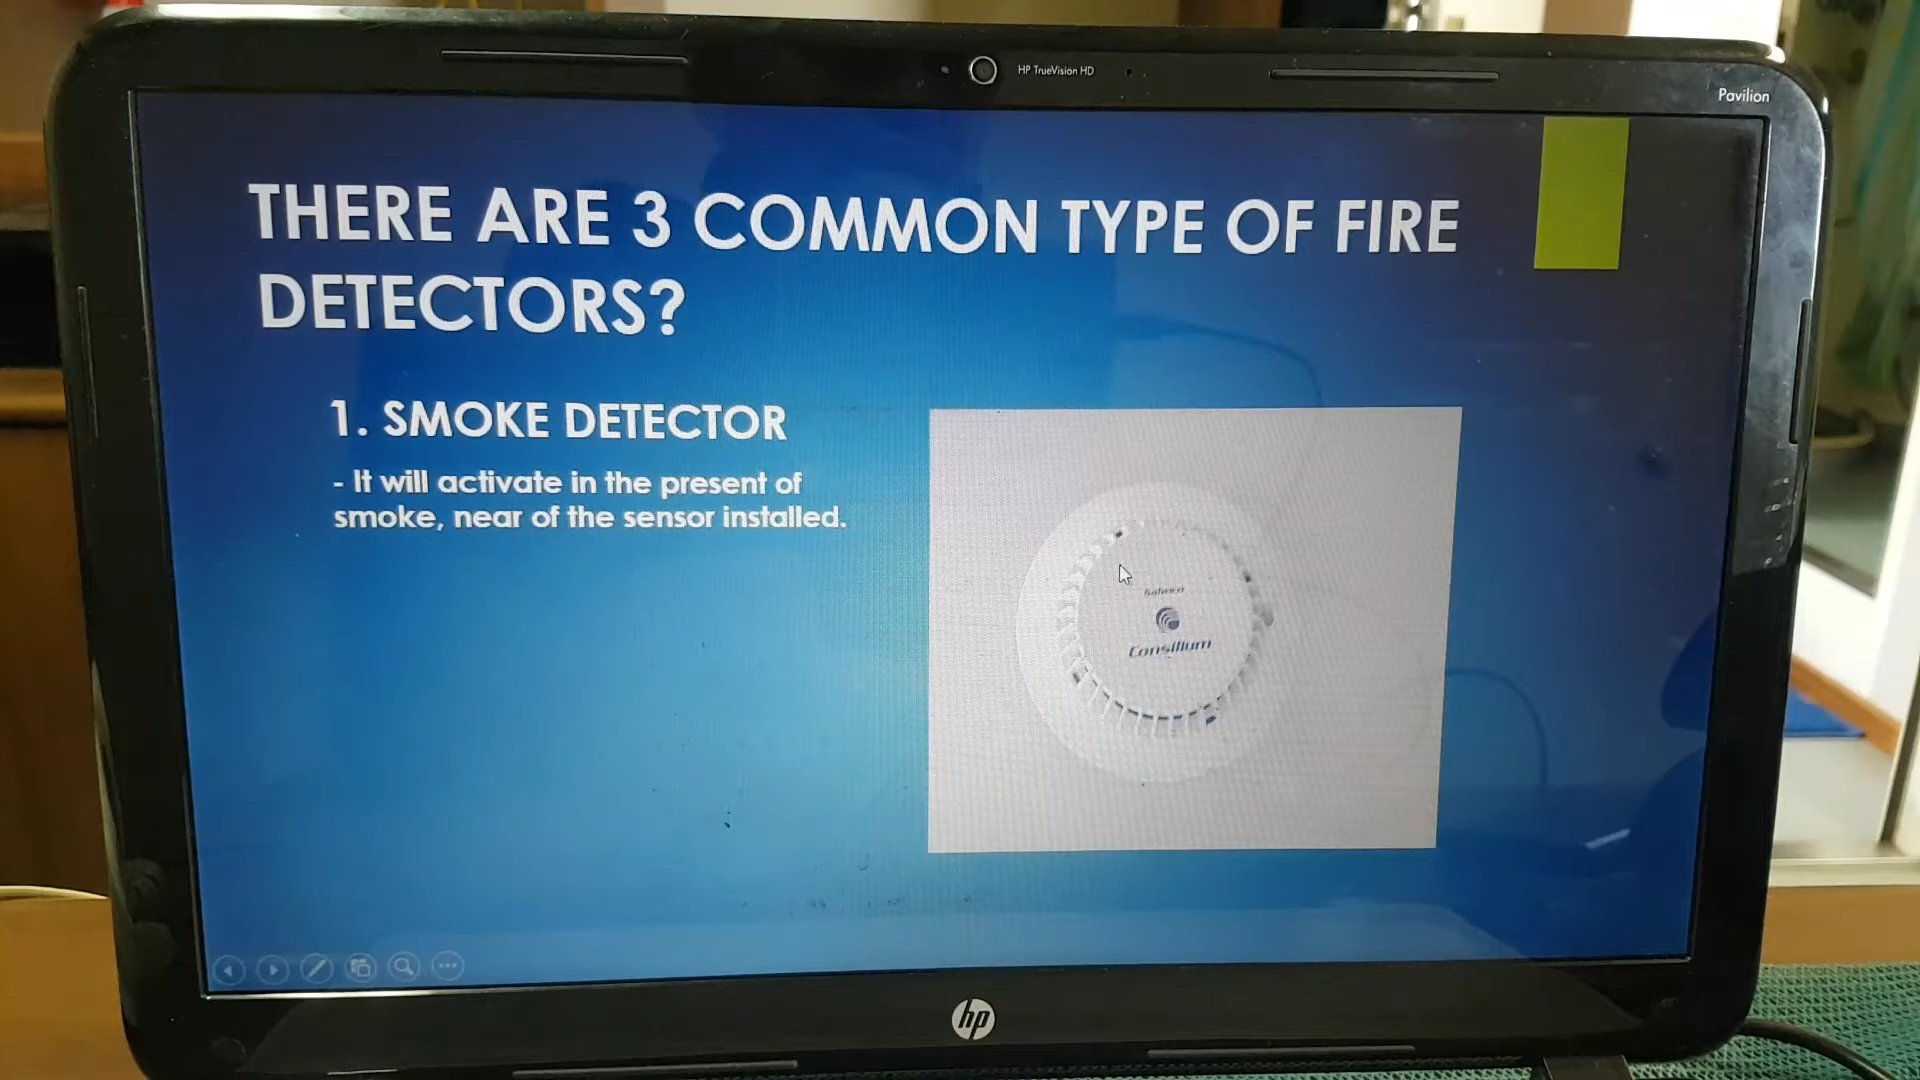 HP TrueVision HD
Pavilion
THERE ARE 3 COMMON TYPE OF FIRE
DETECTORS?
1. SMOKE DETECTOR
- It will activate in the present of
smoke, near of the sensor installed.
Salwico
Consilium
hp